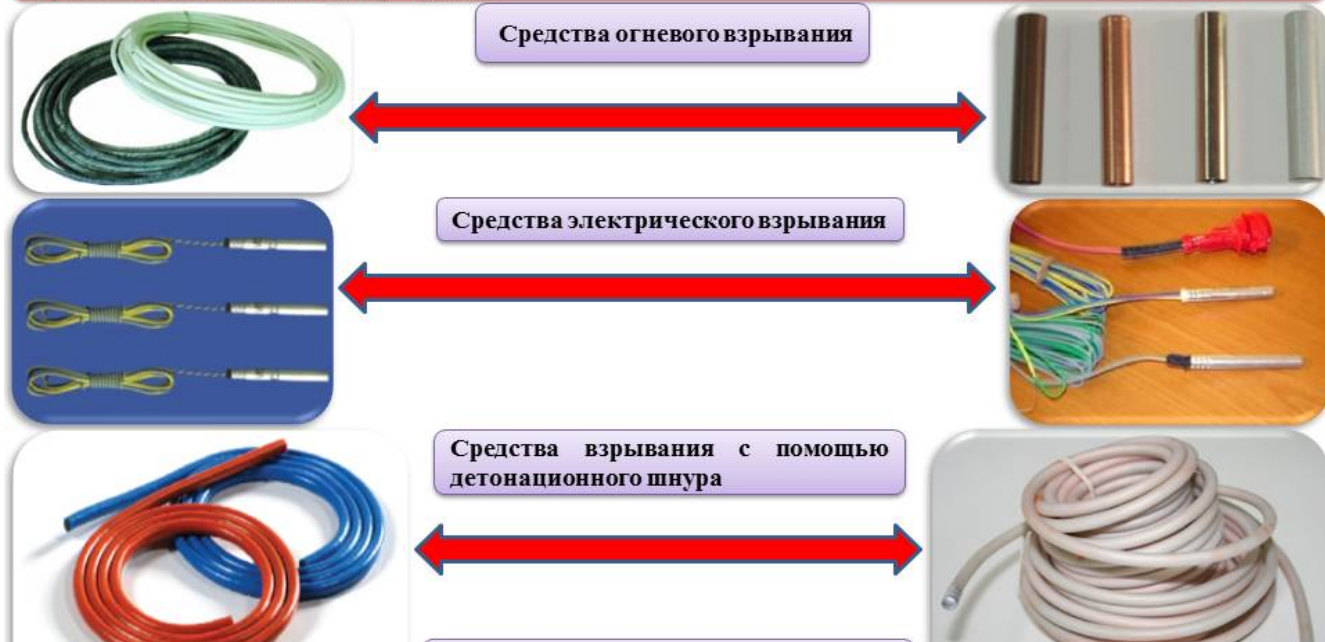 Средства огневого взрывания
Средства электрического взрывания
Средства взрывания с помощью
детонационного шнура